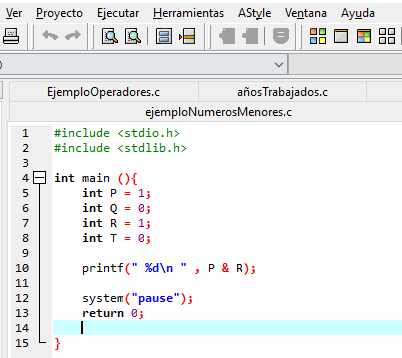 Ver Proyecto Ejecutar Herramientas AStyle Ventana Ayuda
)
EjemploOperadores.c añosTrabajados.c
ejemploNumerosMenores.c
1 #include <stdio.h>
2 #include <stdlib.h>
3
4 int main (){
5 int P = 1;
6 int Q = 0;
7 int R = 1;
8 int T = 0;
9
10 printf(" %d\n " , P & R);
11
12 system("pause");
13 return 0;
14
15 }